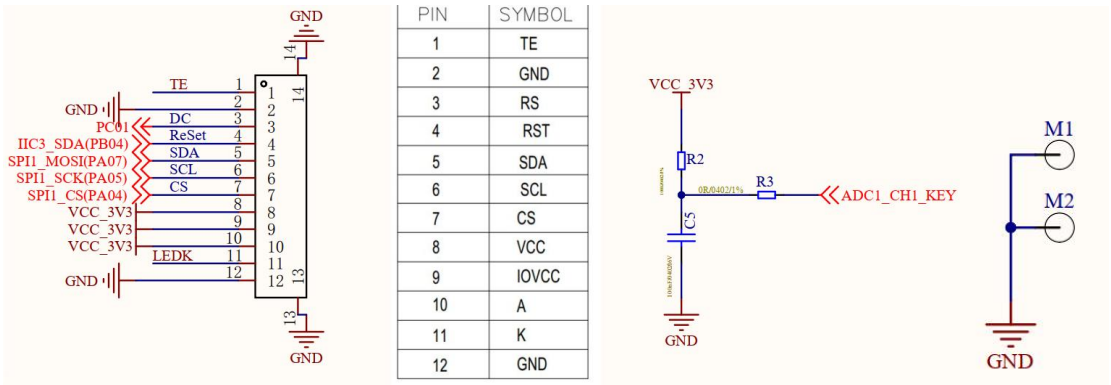 GND
14
TE 1 1 14
GND 2 2
PC01 DC 3 3
IIC3_SDA(PB04) ReSet 4 4
SPI1_MOSI(PA07) SDA 5 5
SPI1_SCK(PA05) SCL 6 6
SPI1_CS(PA04) CS 7 7
VCC_3V3 8 8
VCC_3V3 9 9
VCC_3V3 10 10
LEDK 11 11
GND 12 12 13
13
GND
PIN SYMBOL
1 TE
2 GND
3 RS
4 RST
5 SDA
6 SCL
7 CS
8 VCC
9 IOVCC
10 A
11 K
12 GND
VCC_3V3
R2
0R/0402/1%
R3
ADC1_CH1_KEY
C5
GND
M1
M2
GND